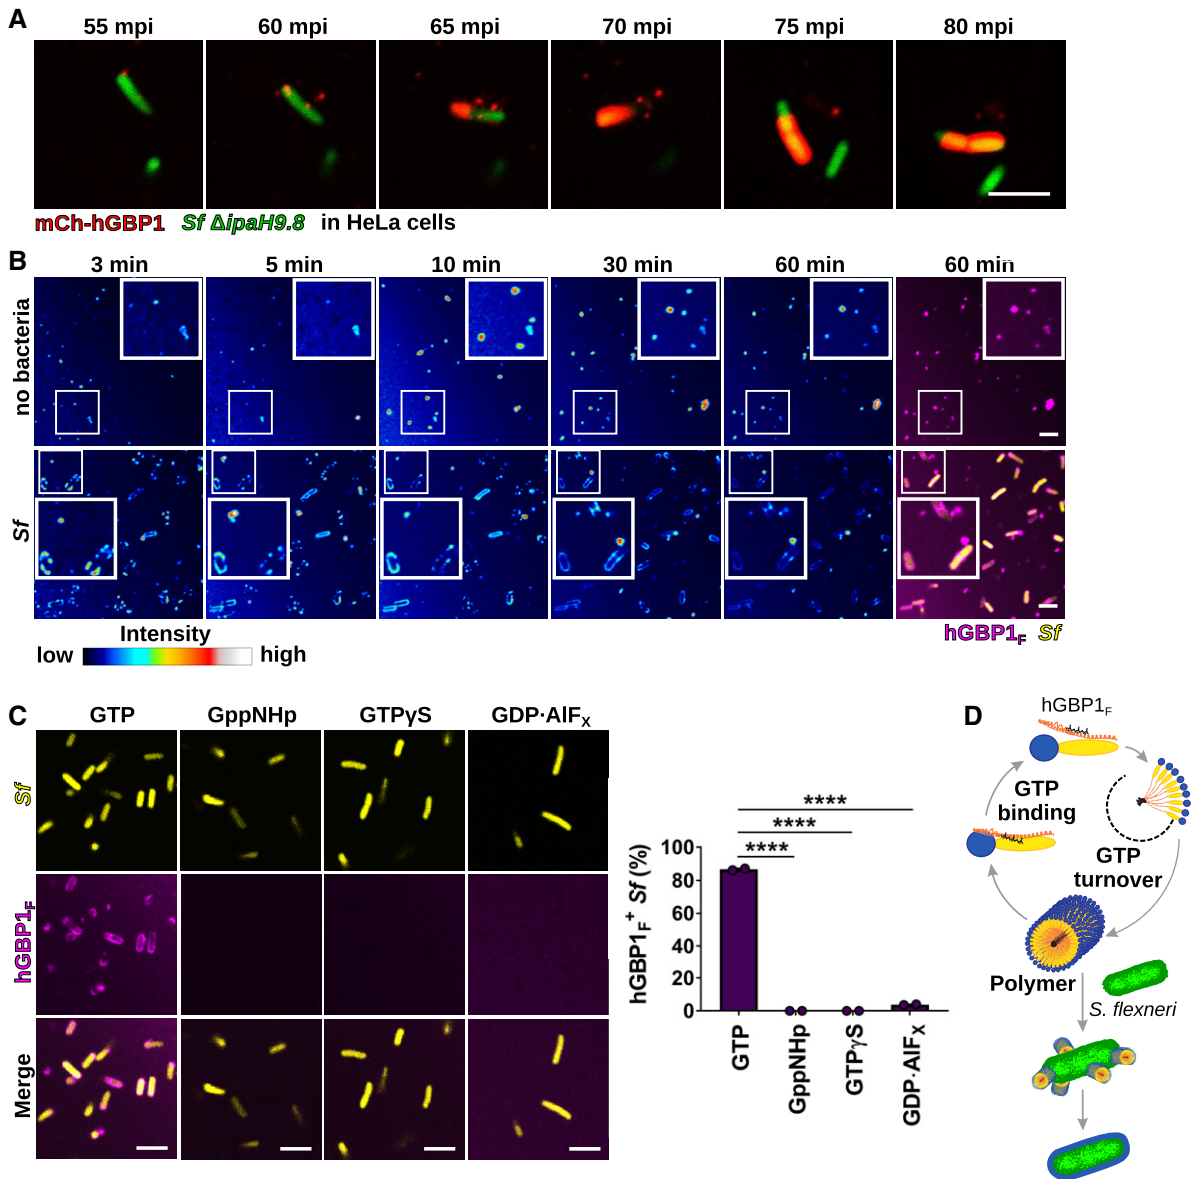 A
55 mpi 60 mpi 65 mpi 70 mpi 75 mpi 80 mpi
mCh-hGBP1 Sf ΔipaH9.8 in HeLa cells
B
3 min 5 min 10 min 30 min 60 min 60 min
no bacteria
Sf
Intensity
low high
hGBP1F Sf
C
GTP GppNHp GTPγS GDP·AlFX
Sf
hGBP1F
Merge
**** 
****
****
hGBP1F+ Sf (%)
100
80
60
40
20
0
GTP
GppNHp
GTPγS
GDP·AlFX
D
hGBP1F
GTP
binding
GTP
turnover
Polymer
S. flexneri